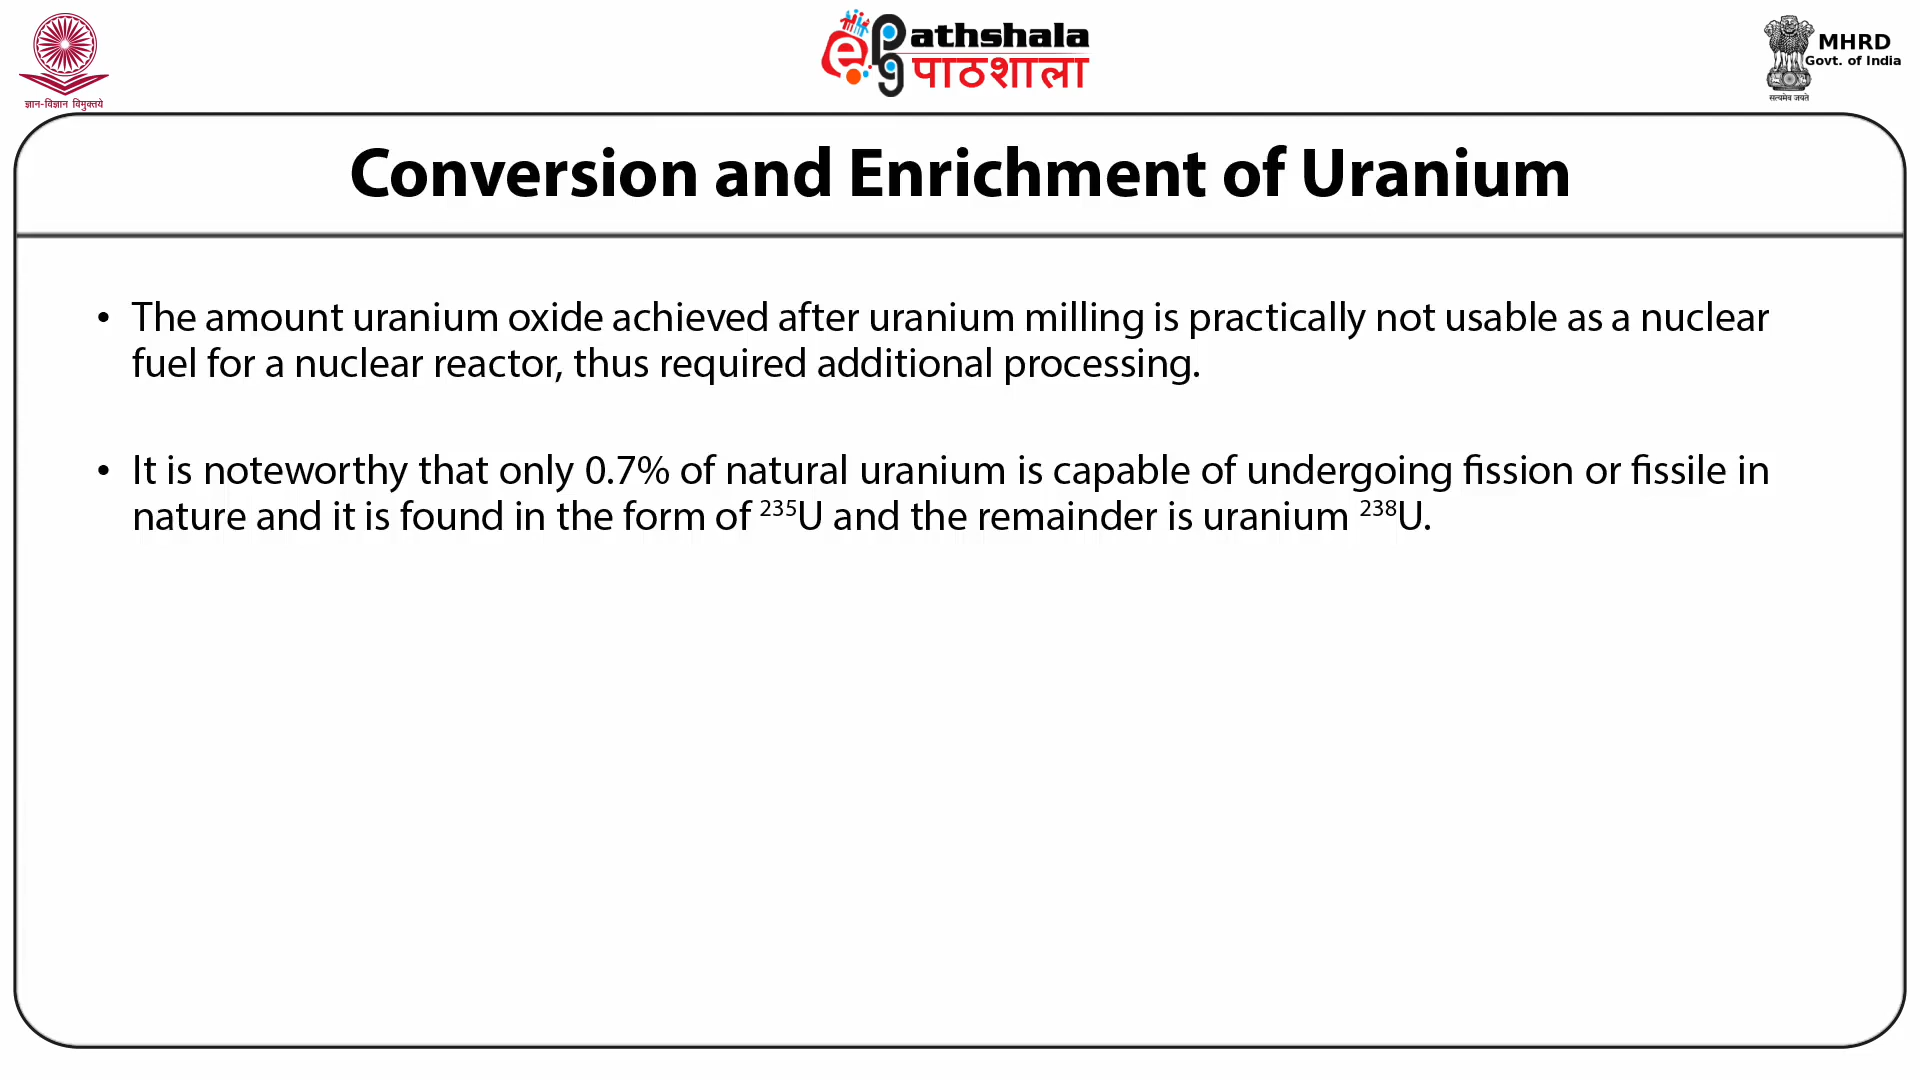 ज्ञान-विज्ञान विमुक्तये
ePG Pathshala
पाठशाला
सत्यमेव जयते
MHRD
Govt. of India
Conversion and Enrichment of Uranium
• The amount uranium oxide achieved after uranium milling is practically not usable as a nuclear
fuel for a nuclear reactor, thus required additional processing.
• It is noteworthy that only 0.7% of natural uranium is capable of undergoing fission or fissile in
nature and it is found in the form of ²³⁵U and the remainder is uranium ²³⁸U.